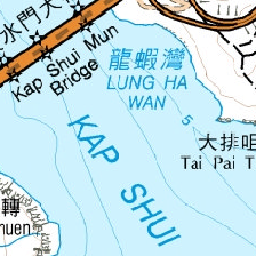 水門大
Kap Shui Mun
Bridge
龍蝦灣
LUNG HA
WAN
5
大排咀
Tai Pai T
KAP SHUI
轉
huen